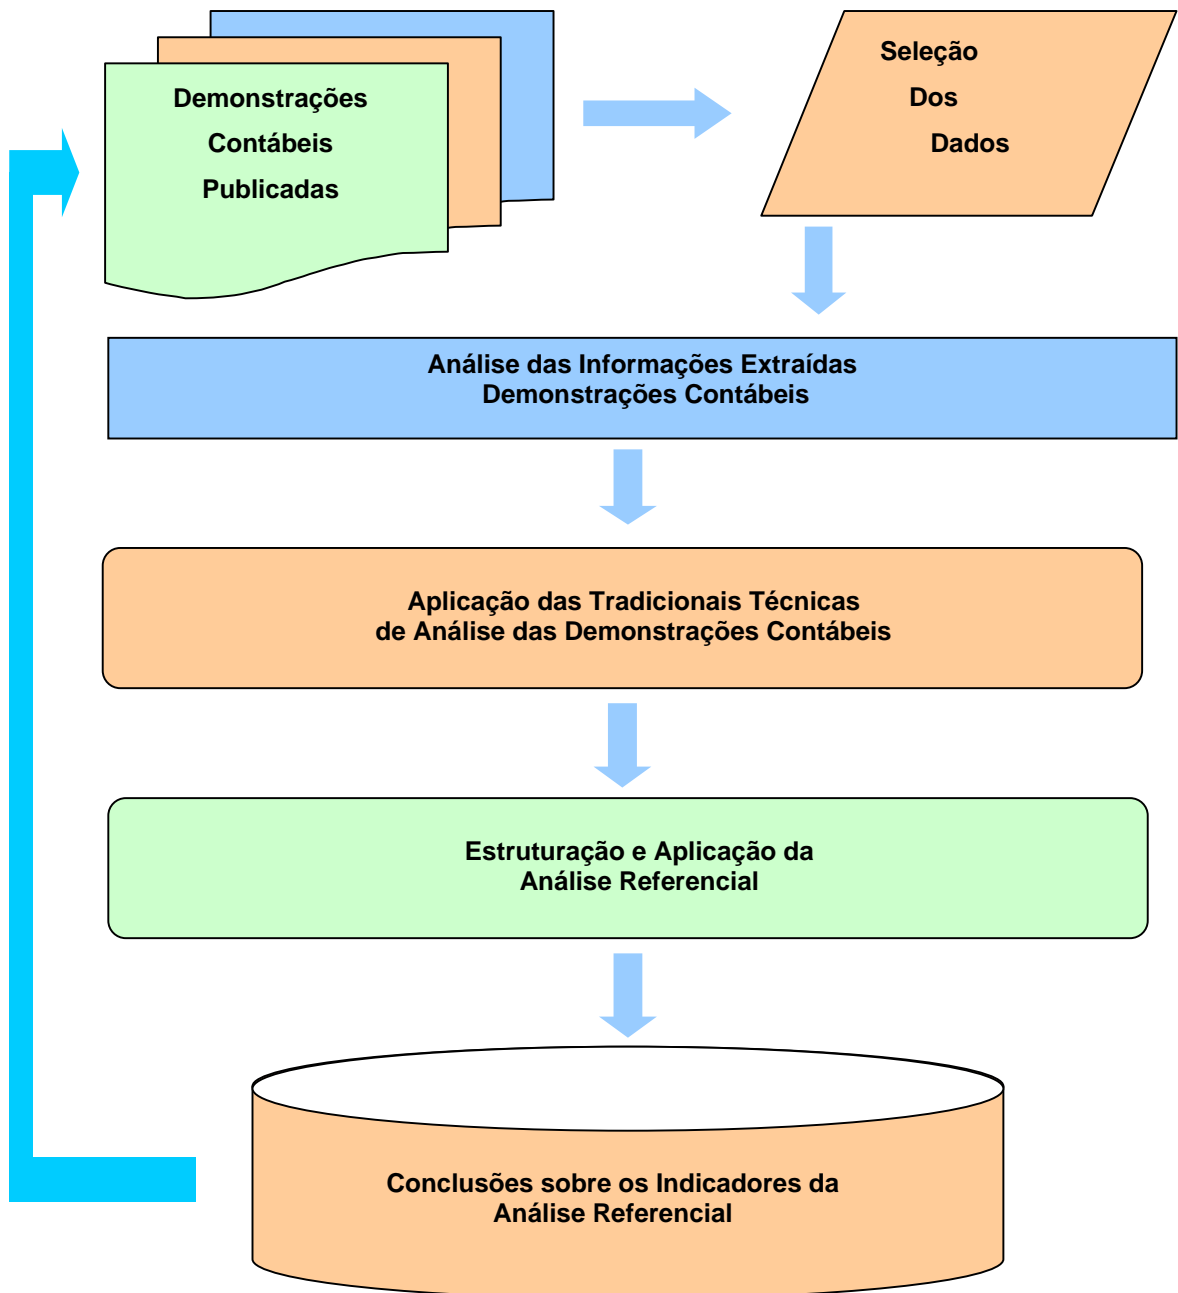 Demonstrações
Contábeis
Publicadas
Seleção
Dos
Dados
Análise das Informações Extraídas
Demonstrações Contábeis
Aplicação das Tradicionais Técnicas
de Análise das Demonstrações Contábeis
Estruturação e Aplicação da
Análise Referencial
Conclusões sobre os Indicadores da
Análise Referencial